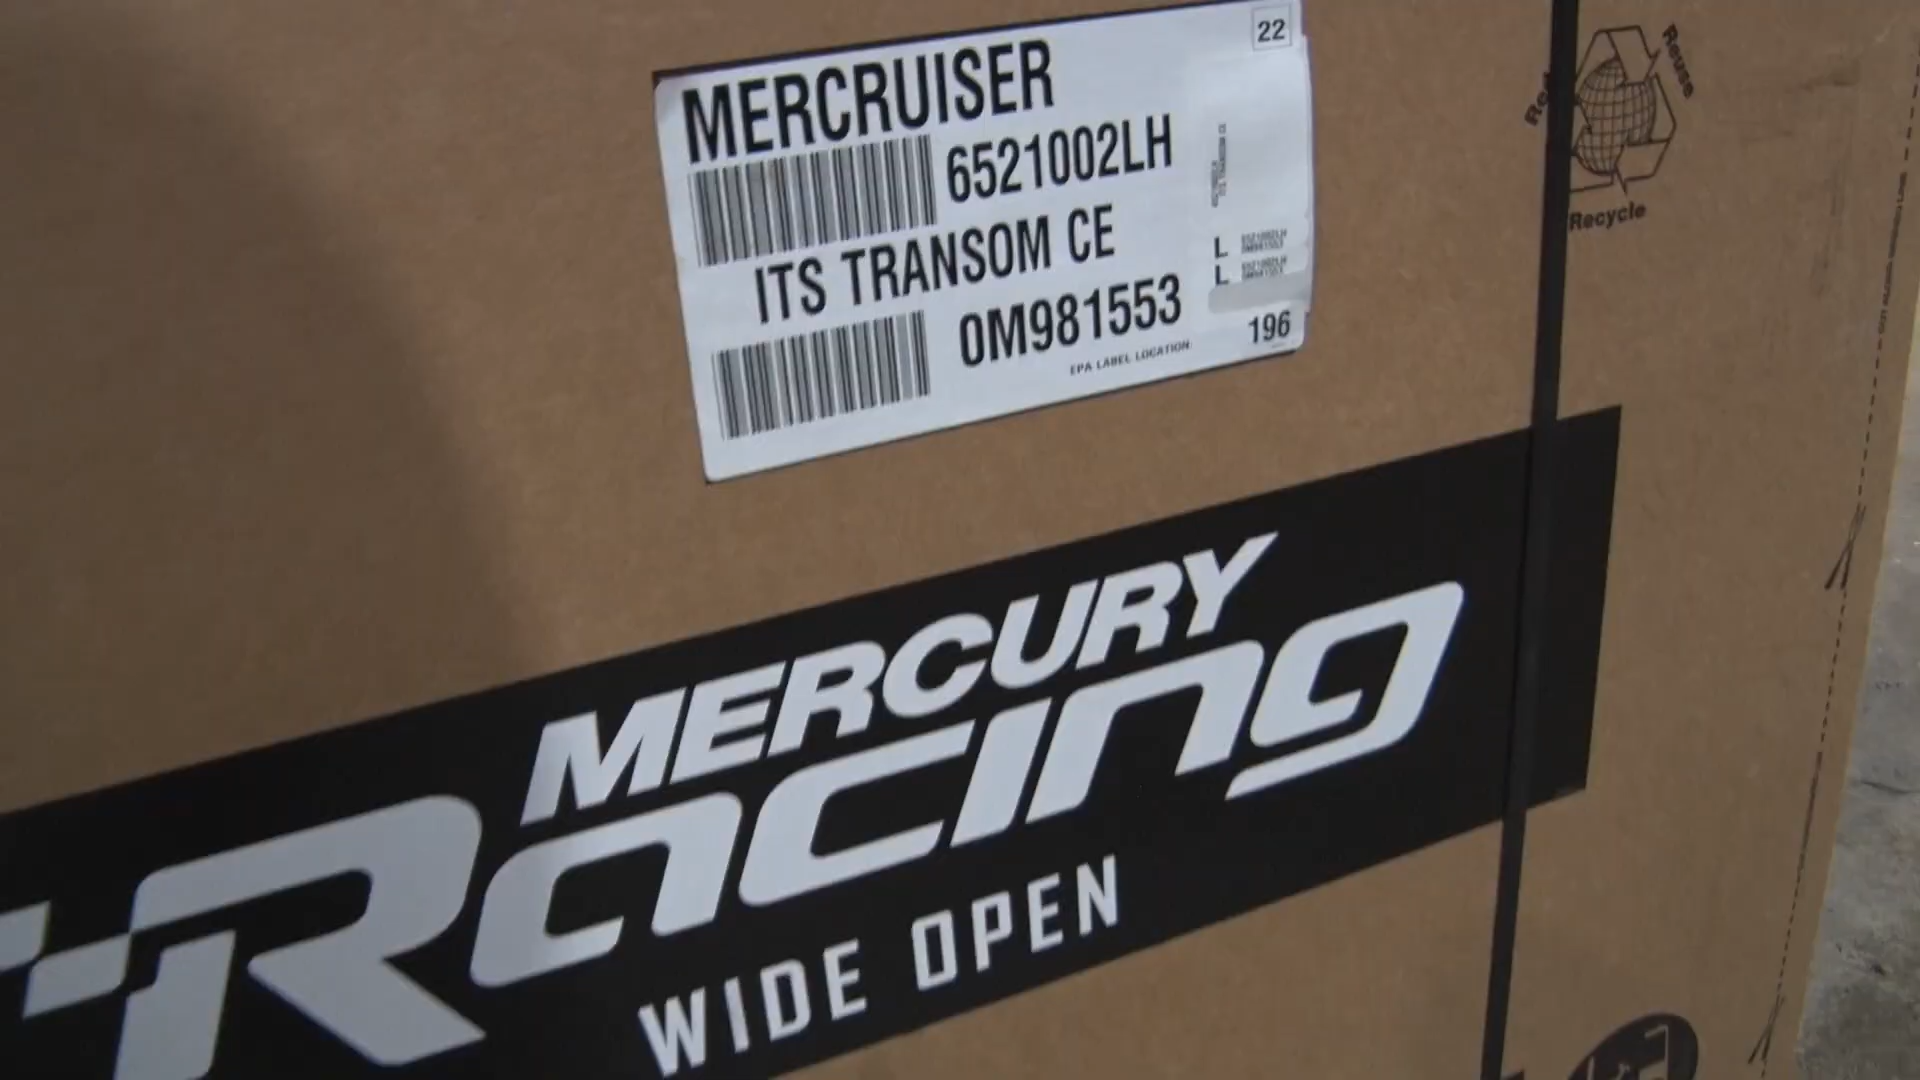 22
MERCRUISER
6521002LH
ITS TRANSOM CE
0M981553
L
L
EPA LABEL LOCATION:
196
Reuse
Recycle
MERCURY
Racing
WIDE OPEN